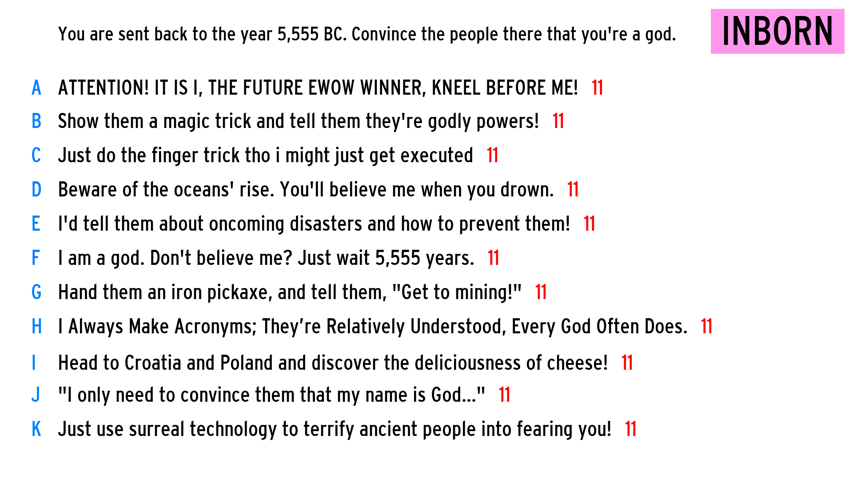 You are sent back to the year 5,555 BC. Convince the people there that you're a god.
INBORN
A ATTENTION! IT IS I, THE FUTURE EWOW WINNER, KNEEL BEFORE ME! 11
B Show them a magic trick and tell them they're godly powers! 11
C Just do the finger trick tho i might just get executed 11
D Beware of the oceans' rise. You'll believe me when you drown. 11
E I'd tell them about oncoming disasters and how to prevent them! 11
F I am a god. Don't believe me? Just wait 5,555 years. 11
G Hand them an iron pickaxe, and tell them, "Get to mining!" 11
H I Always Make Acronyms; They’re Relatively Understood, Every God Often Does. 11
I Head to Croatia and Poland and discover the deliciousness of cheese! 11
J "I only need to convince them that my name is God..." 11
K Just use surreal technology to terrify ancient people into fearing you! 11